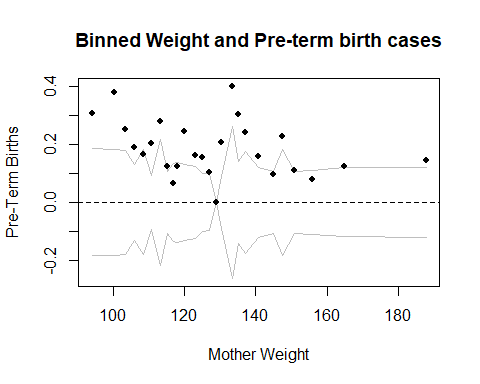 Binned Weight and Pre-term birth cases
Pre-Term Births
0.4
0.2
0.0
-0.2
100 120 140 160 180
Mother Weight